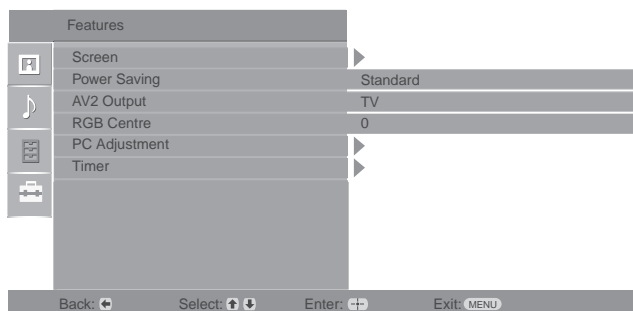 Features
Screen
Power Saving Standard
AV2 Output TV
RGB Centre 0
PC Adjustment
Timer
Back: Select: Enter: Exit: MENU